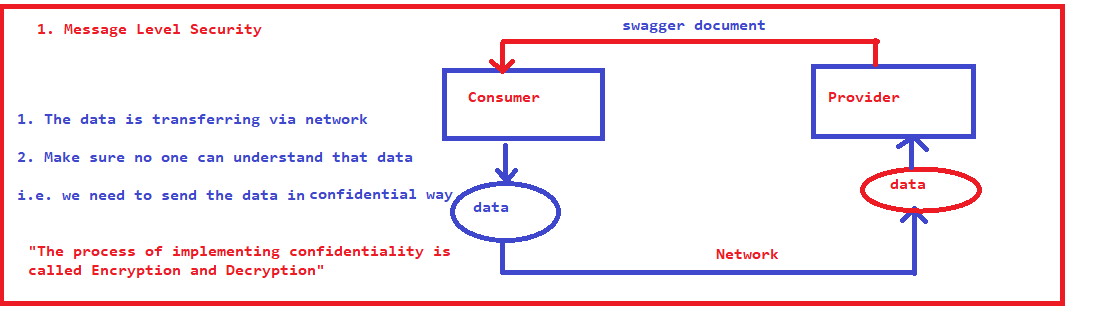 1. Message Level Security
swagger document
Consumer
Provider
1. The data is transferring via network
2. Make sure no one can understand that data
i.e. we need to send the data in confidential way
data
data
"The process of implementing confidentiality is
called Encryption and Decryption"
Network